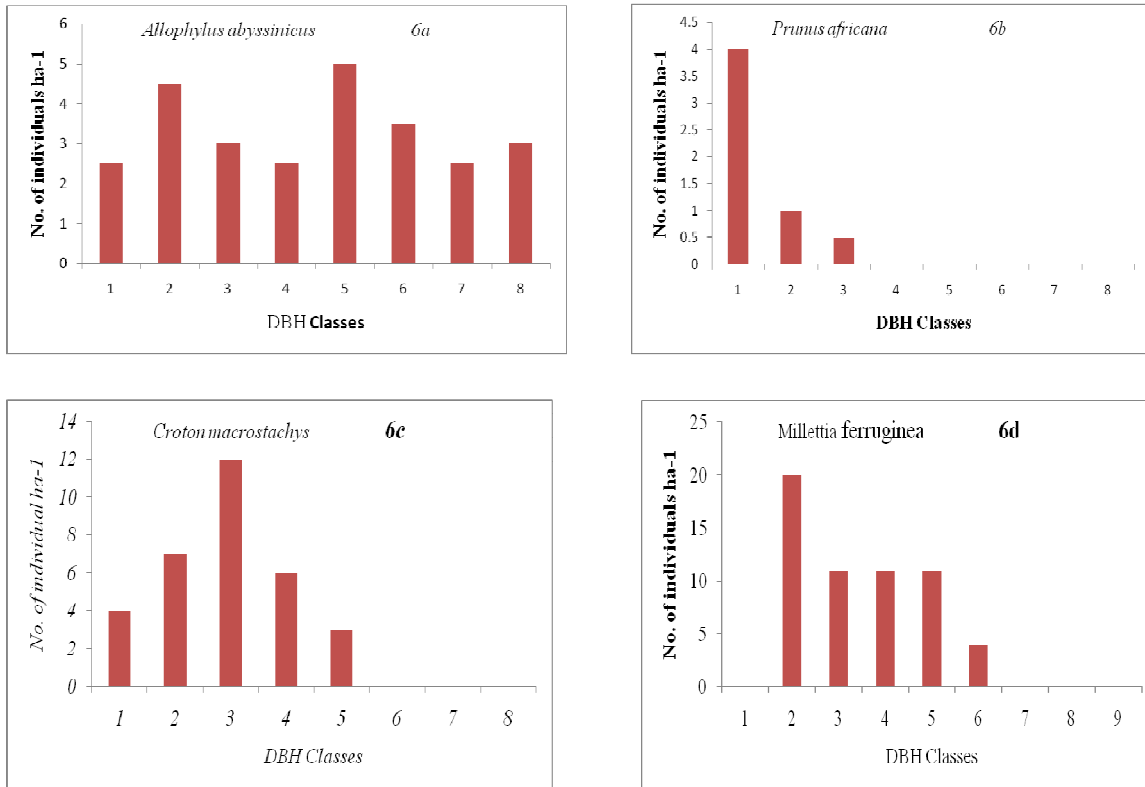 Allophylus abyssinicus 6a
No. of individuals ha-1
6
5
4
3
2
1
0
1 2 3 4 5 6 7 8
DBH Classes
Prunus africana 6b
No. of individuals ha-1
4.5
4
3.5
3
2.5
2
1.5
1
0.5
0
1 2 3 4 5 6 7 8
DBH Classes
Croton macrostachys 6c
No. of individual ha-1
14
12
10
8
6
4
2
0
1 2 3 4 5 6 7 8
DBH Classes
Millettia ferruginea 6d
No. of individuals ha-1
25
20
15
10
5
0
1 2 3 4 5 6 7 8 9
DBH Classes